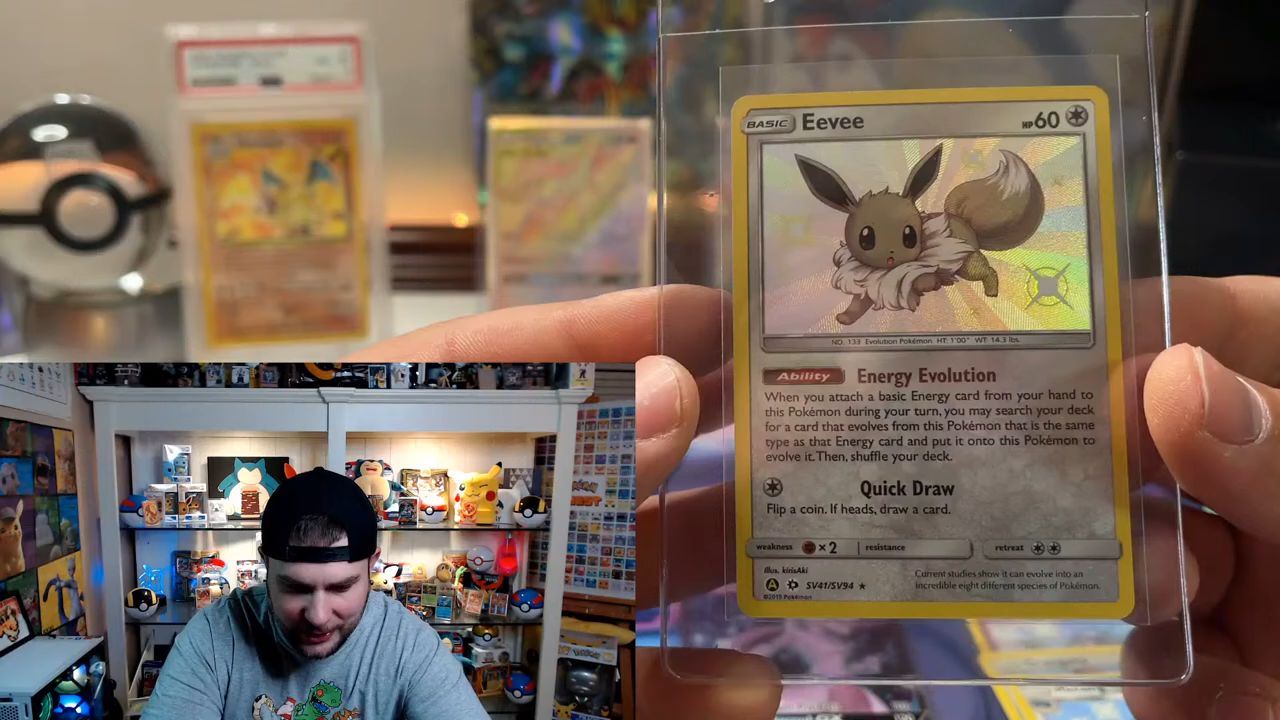 BASIC Eevee HP60
NO. 133 Evolution Pokémon HT: 1'00" WT: 14.3 lbs.
Ability Energy Evolution
When you attach a basic Energy card from your hand to
this Pokémon during your turn, you may search your deck
for a card that evolves from this Pokémon that is the same
type as that Energy card and put it onto this Pokémon to
evolve it. Then, shuffle your deck.
Quick Draw
Flip a coin. If heads, draw a card.
weakness ×2 resistance retreat
Illus. kirisAki
A SV41/SV94 ★
©2019 Pokémon
Current studies show it can evolve into an
incredible eight different species of Pokémon.